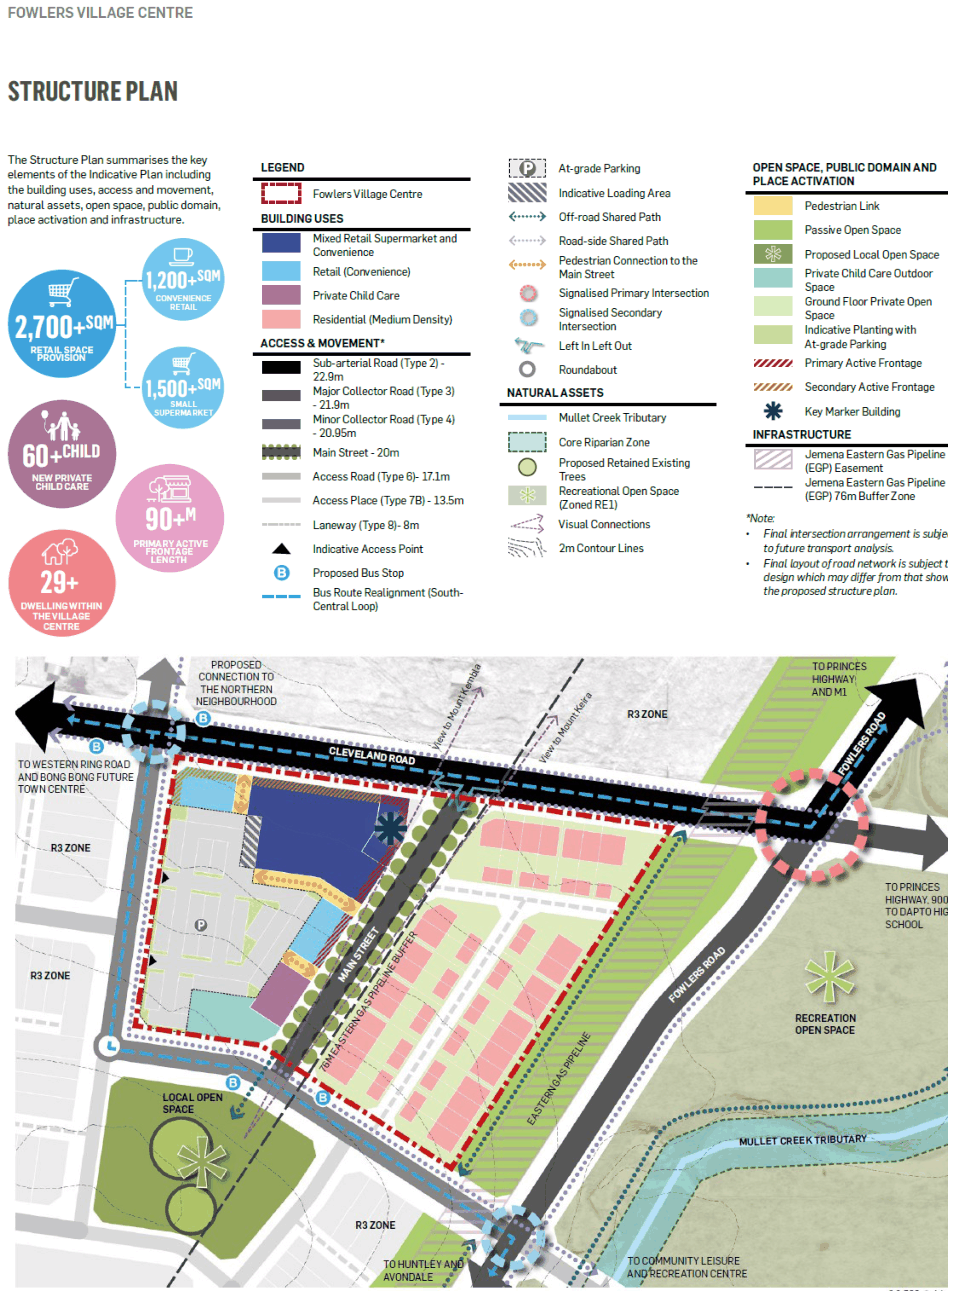 FOWLERS VILLAGE CENTRE
STRUCTURE PLAN
The Structure Plan summarises the key
elements of the Indicative Plan including
the building uses, access and movement,
natural assets, open space, public domain,
place activation and infrastructure.
2,700+SQM
RETAIL SPACE
PROVISION
1,200+SQM
CONVENIENCE
RETAIL
1,500+SQM
SMALL
SUPERMARKET
60+CHILD
NEW PRIVATE
CHILD CARE
90+M
PRIMARY ACTIVE
FRONTAGE
LENGTH
29+
DWELLING WITHIN
THE VILLAGE
CENTRE
LEGEND
Fowlers Village Centre
BUILDING USES
Mixed Retail Supermarket and
Convenience
Retail (Convenience)
Private Child Care
Residential (Medium Density)
ACCESS & MOVEMENT*
Sub-arterial Road (Type 2) -
22.9m
Major Collector Road (Type 3)
- 21.9m
Minor Collector Road (Type 4)
- 20.95m
Main Street - 20m
Access Road (Type 6)- 17.1m
Access Place (Type 7B) - 13.5m
Laneway (Type 8)- 8m
Indicative Access Point
B
Proposed Bus Stop
Bus Route Realignment (South-
Central Loop)
P
At-grade Parking
Indicative Loading Area
Off-road Shared Path
Road-side Shared Path
Pedestrian Connection to the
Main Street
Signalised Primary Intersection
Signalised Secondary
Intersection
Left In Left Out
Roundabout
NATURAL ASSETS
Mullet Creek Tributary
Core Riparian Zone
Proposed Retained Existing
Trees
Recreational Open Space
(Zoned RE1)
Visual Connections
2m Contour Lines
OPEN SPACE, PUBLIC DOMAIN AND
PLACE ACTIVATION
Pedestrian Link
Passive Open Space
Proposed Local Open Space
Private Child Care Outdoor
Space
Ground Floor Private Open
Space
Indicative Planting with
At-grade Parking
Primary Active Frontage
Secondary Active Frontage
Key Marker Building
INFRASTRUCTURE
Jemena Eastern Gas Pipeline
(EGP) Easement
Jemena Eastern Gas Pipeline
(EGP) 76m Buffer Zone
*Note:
• Final intersection arrangement is subje
to future transport analysis.
• Final layout of road network is subject t
design which may differ from that show
the proposed structure plan.
PROPOSED
CONNECTION TO
THE NORTHERN
NEIGHBOURHOOD
View to Mount Kembla
View to Mount Keira
R3 ZONE
TO PRINCES
HIGHWAY
AND M1
B
B
TO WESTERN RING ROAD
AND BONG BONG FUTURE
TOWN CENTRE
CLEVELAND ROAD
FOWLERS ROAD
R3 ZONE
TO PRINCES
HIGHWAY, 900
TO DAPTO HIG
SCHOOL
P
MAIN STREET
76M EASTERN GAS PIPELINE BUFFER
FOWLERS ROAD
R3 ZONE
RECREATION
OPEN SPACE
EASTERN GAS PIPELINE
B
B
LOCAL OPEN
SPACE
MULLET CREEK TRIBUTARY
R3 ZONE
TO HUNTLEY AND
AVONDALE
TO COMMUNITY LEISURE
AND RECREATION CENTRE